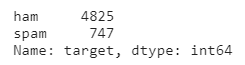 ham     4825
spam     747
Name: target, dtype: int64